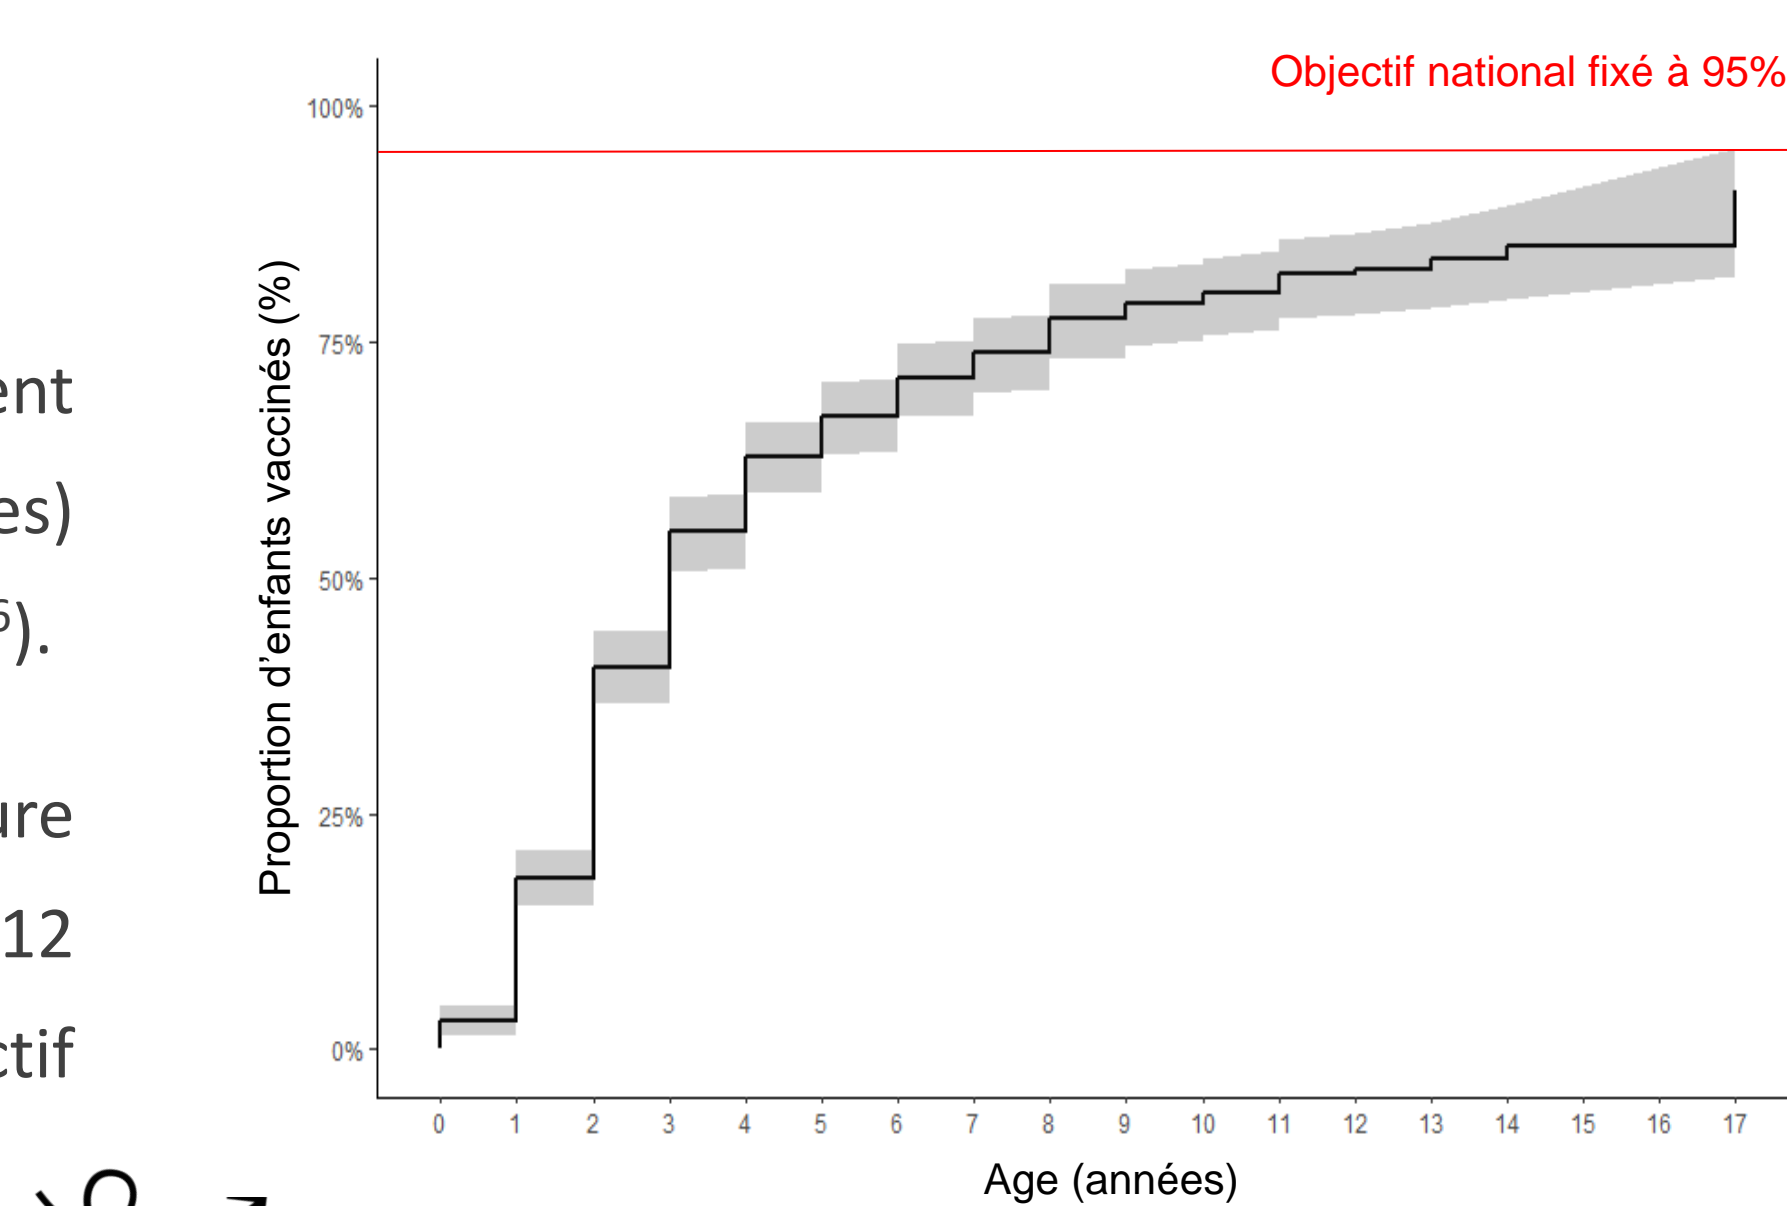 Objectif national fixé à 95%
100%
75%
50%
25%
0%
Proportion d'enfants vaccinés (%)
0 1 2 3 4 5 6 7 8 9 10 11 12 13 14 15 16 17
Age (années)
ent
es)
6).
ure
12
ctif